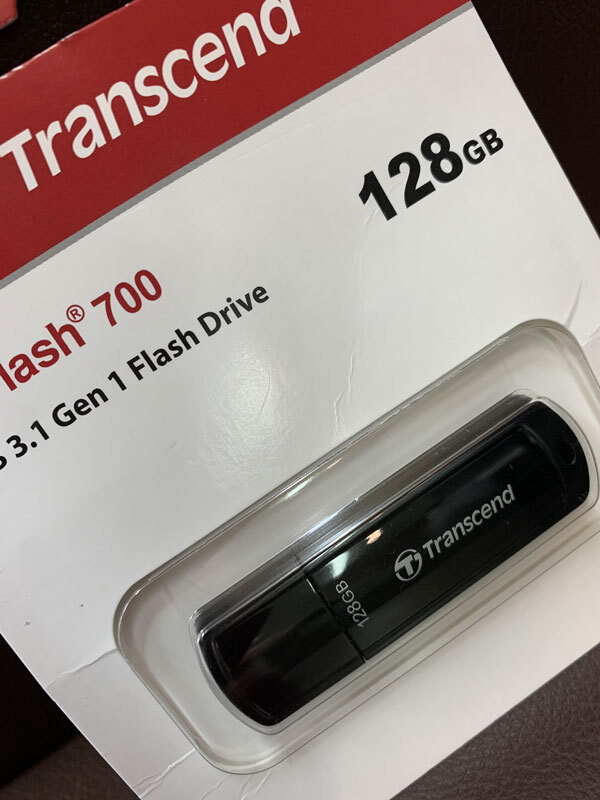 Transcend
128GB
lash® 700
3.1 Gen 1 Flash Drive
Transcend
128GB